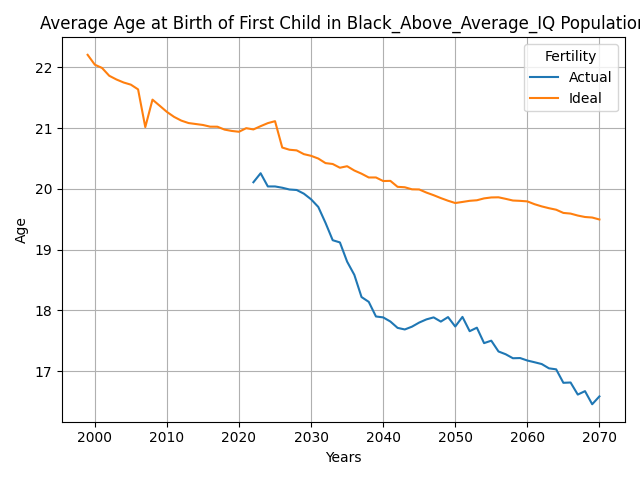 Average Age at Birth of First Child in Black_Above_Average_IQ Population
Fertility
Actual
Ideal
22
21
20
19
18
17
Age
2000 2010 2020 2030 2040 2050 2060 2070
Years